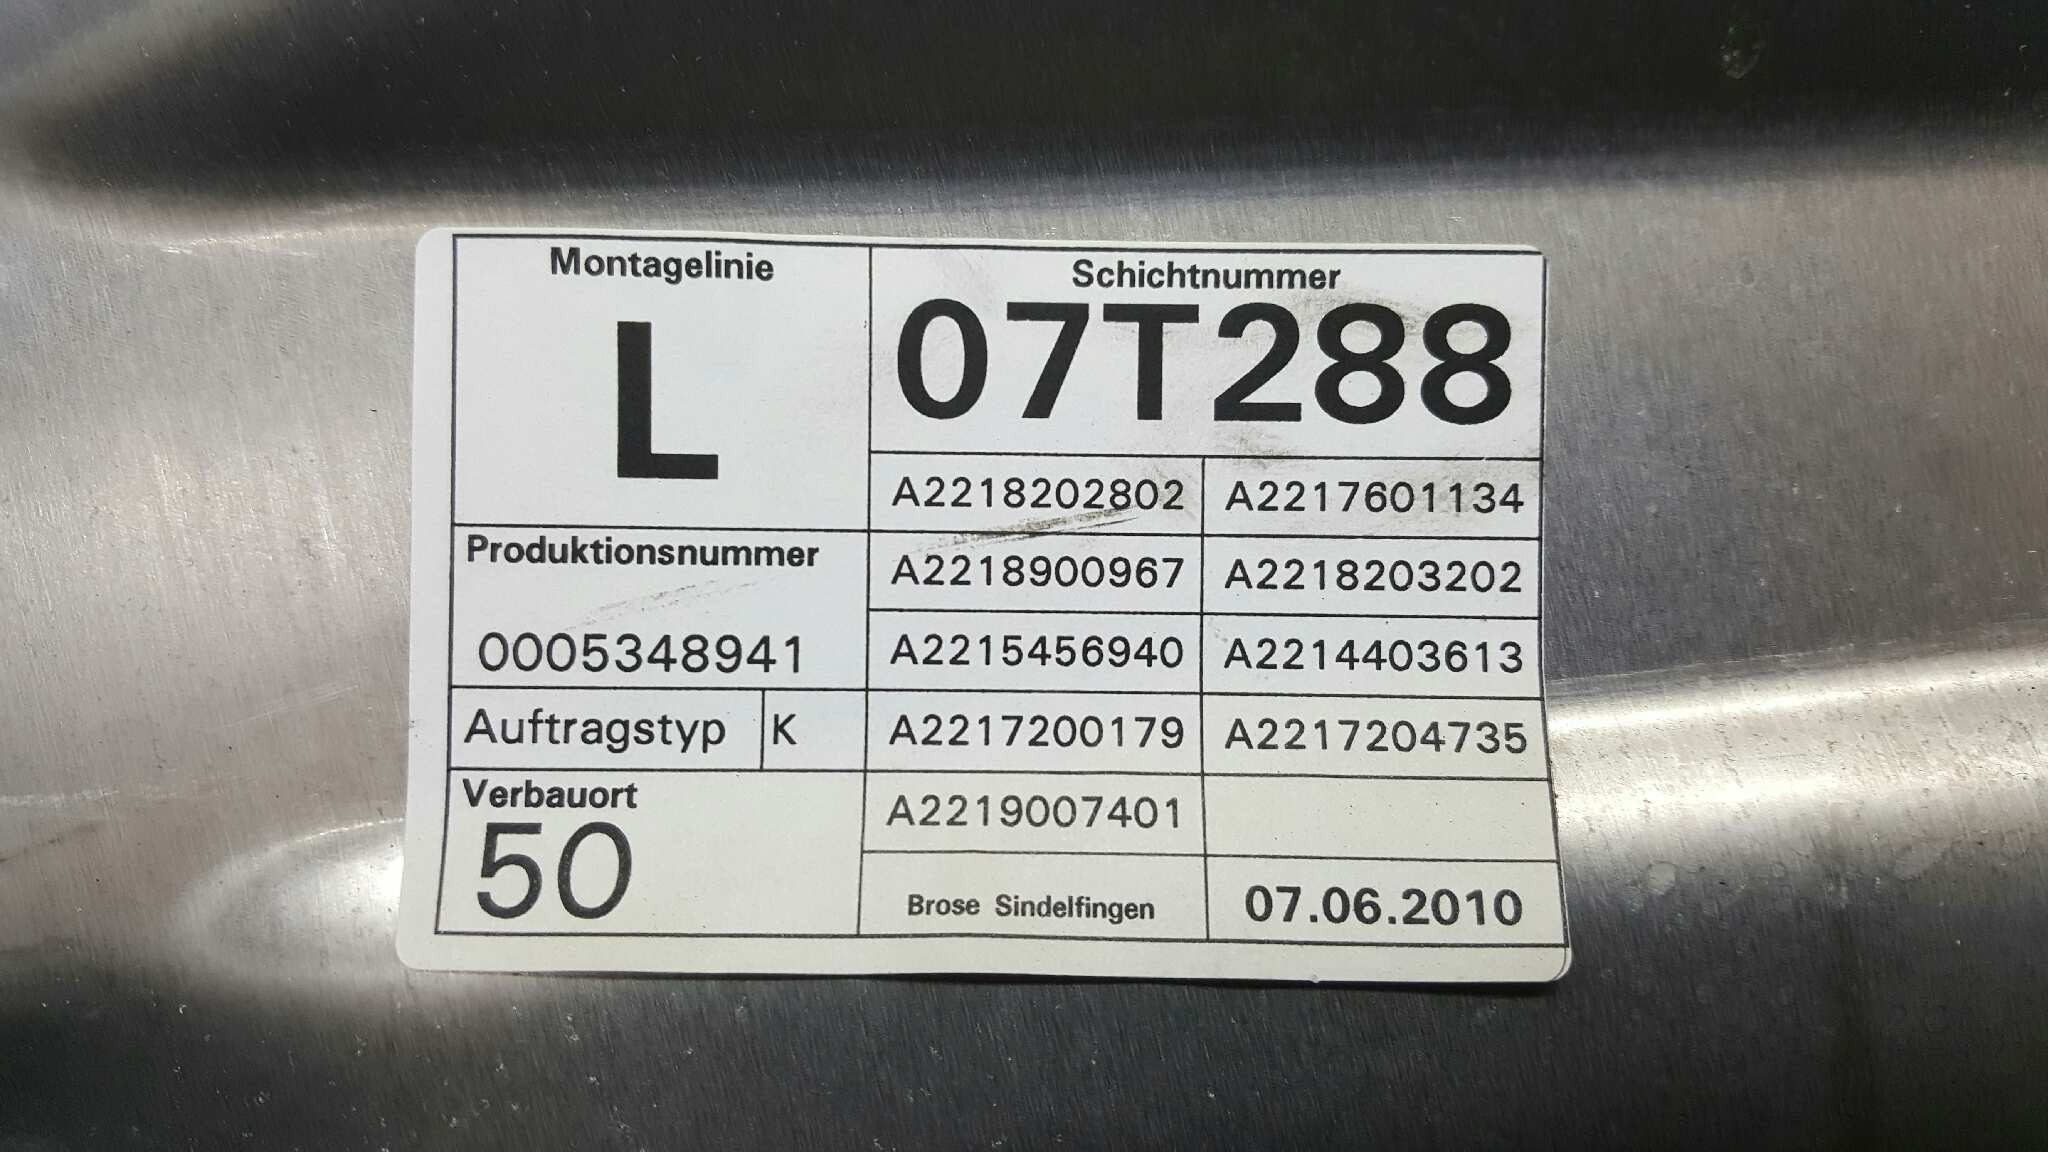 Montagelinie
L
Schichtnummer
07T288
A2218202802 A2217601134
Produktionsnummer
0005348941
A2218900967 A2218203202
A2215456940 A2214403613
Auftragstyp K
A2217200179 A2217204735
Verbauort
50
A2219007401
Brose Sindelfingen 07.06.2010